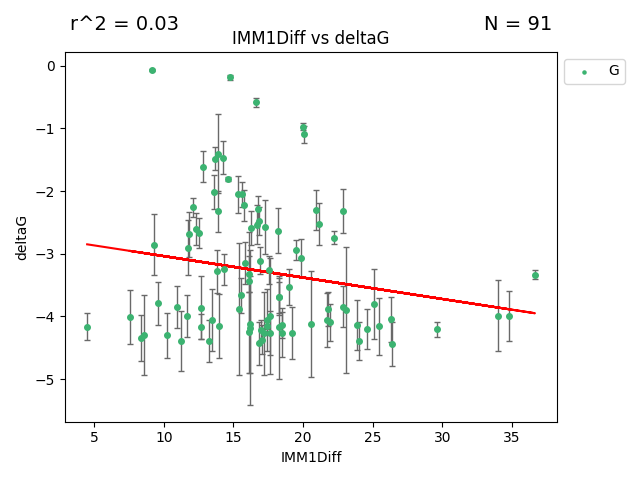 r^2 = 0.03 N = 91
IMM1Diff vs deltaG
G
deltaG
0
−1
−2
−3
−4
−5
5 10 15 20 25 30 35
IMM1Diff